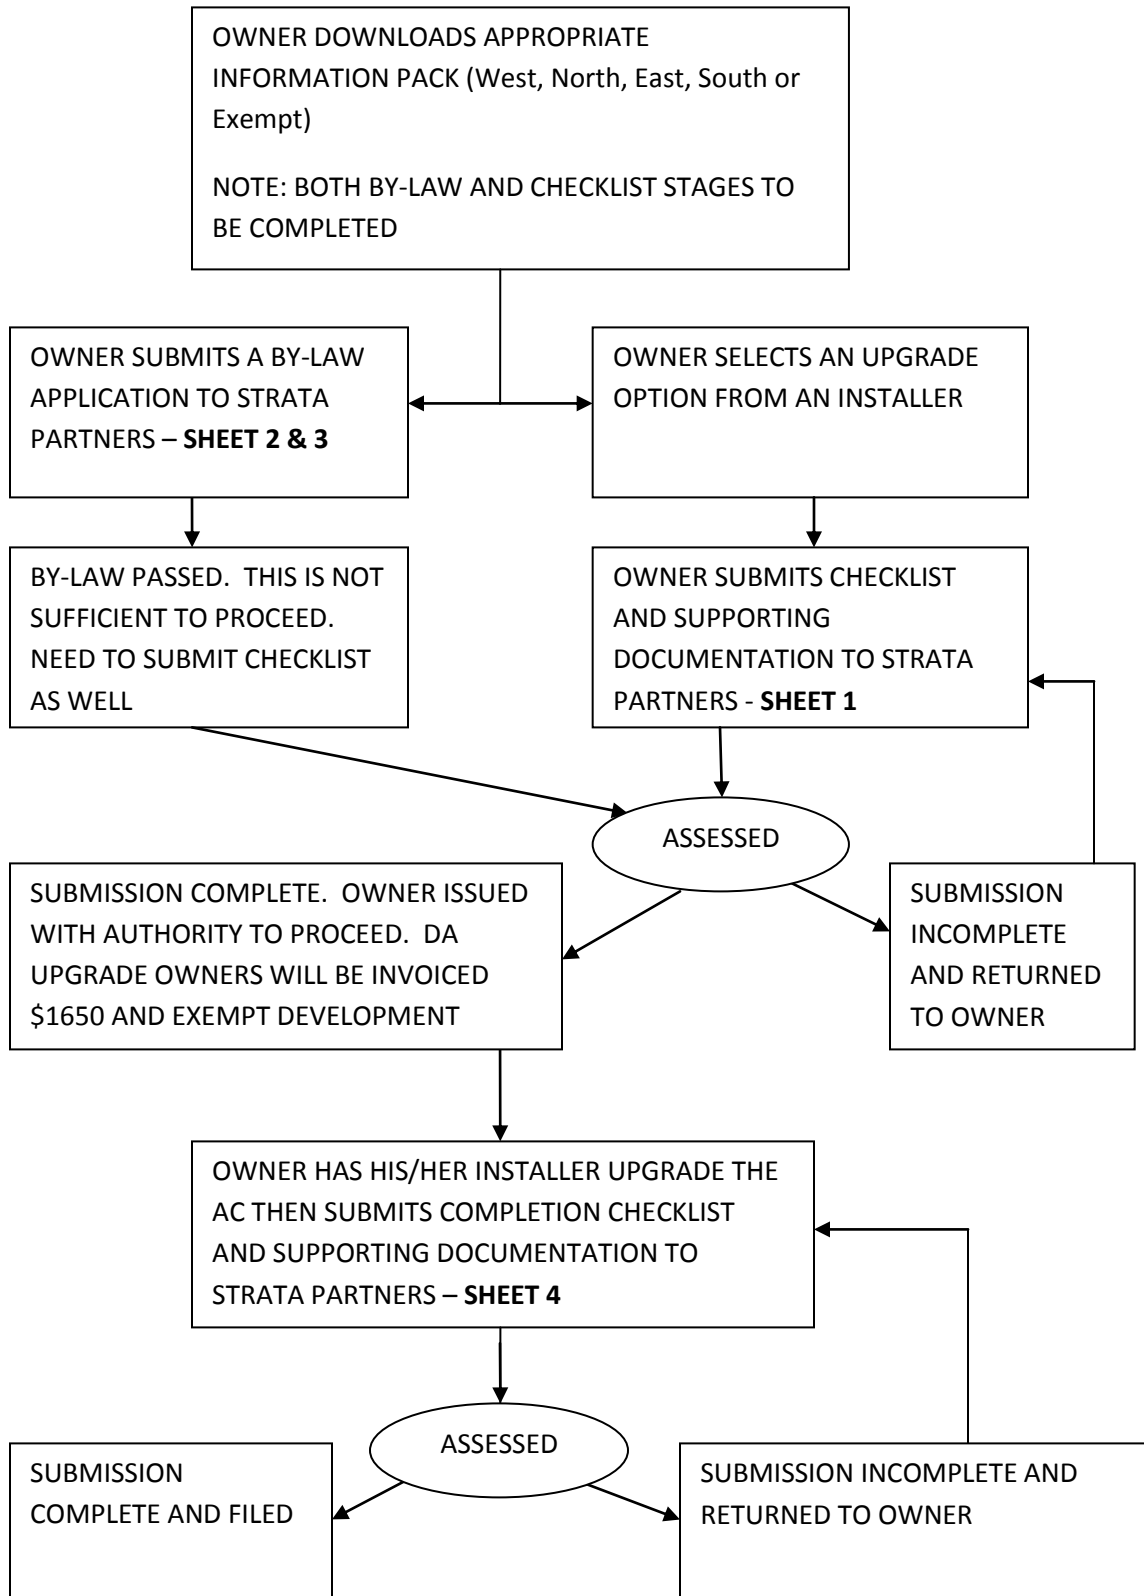 OWNER DOWNLOADS APPROPRIATE
INFORMATION PACK (West, North, East, South or
Exempt)
NOTE: BOTH BY-LAW AND CHECKLIST STAGES TO
BE COMPLETED
OWNER SUBMITS A BY-LAW
APPLICATION TO STRATA
PARTNERS – SHEET 2 & 3
OWNER SELECTS AN UPGRADE
OPTION FROM AN INSTALLER
BY-LAW PASSED. THIS IS NOT
SUFFICIENT TO PROCEED.
NEED TO SUBMIT CHECKLIST
AS WELL
OWNER SUBMITS CHECKLIST
AND SUPPORTING
DOCUMENTATION TO STRATA
PARTNERS - SHEET 1
ASSESSED
SUBMISSION COMPLETE. OWNER ISSUED
WITH AUTHORITY TO PROCEED. DA
UPGRADE OWNERS WILL BE INVOICED
$1650 AND EXEMPT DEVELOPMENT
SUBMISSION
INCOMPLETE
AND RETURNED
TO OWNER
OWNER HAS HIS/HER INSTALLER UPGRADE THE
AC THEN SUBMITS COMPLETION CHECKLIST
AND SUPPORTING DOCUMENTATION TO
STRATA PARTNERS – SHEET 4
ASSESSED
SUBMISSION
COMPLETE AND FILED
SUBMISSION INCOMPLETE AND
RETURNED TO OWNER